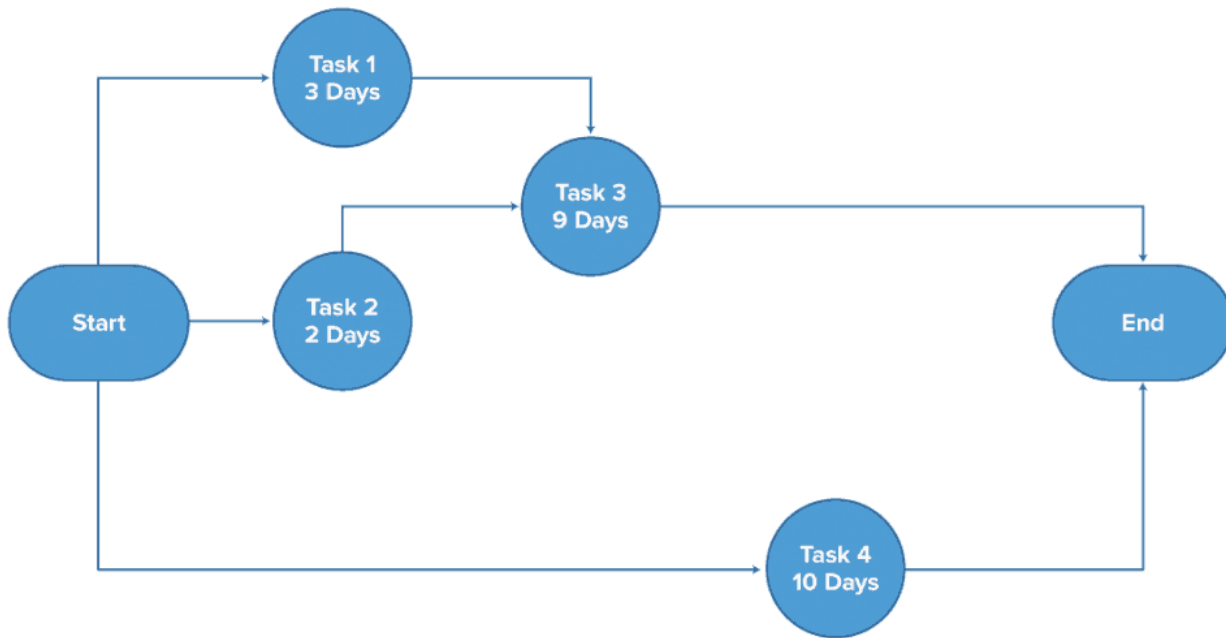 Task 1
3 Days
Task 3
9 Days
Start
Task 2
2 Days
End
Task 4
10 Days